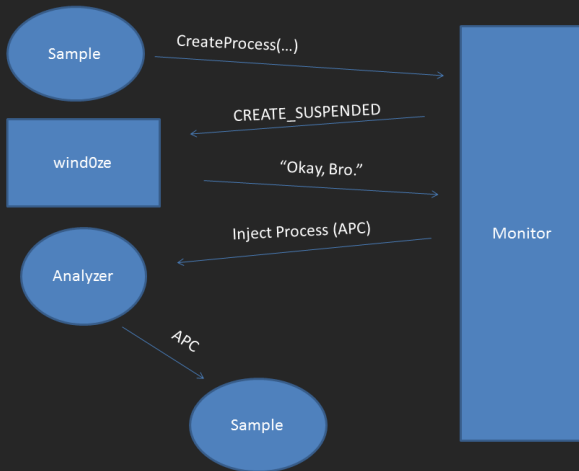 Sample
CreateProcess(...)
CREATE_SUSPENDED
wind0ze
“Okay, Bro.”
Inject Process (APC)
Monitor
Analyzer
APC
Sample